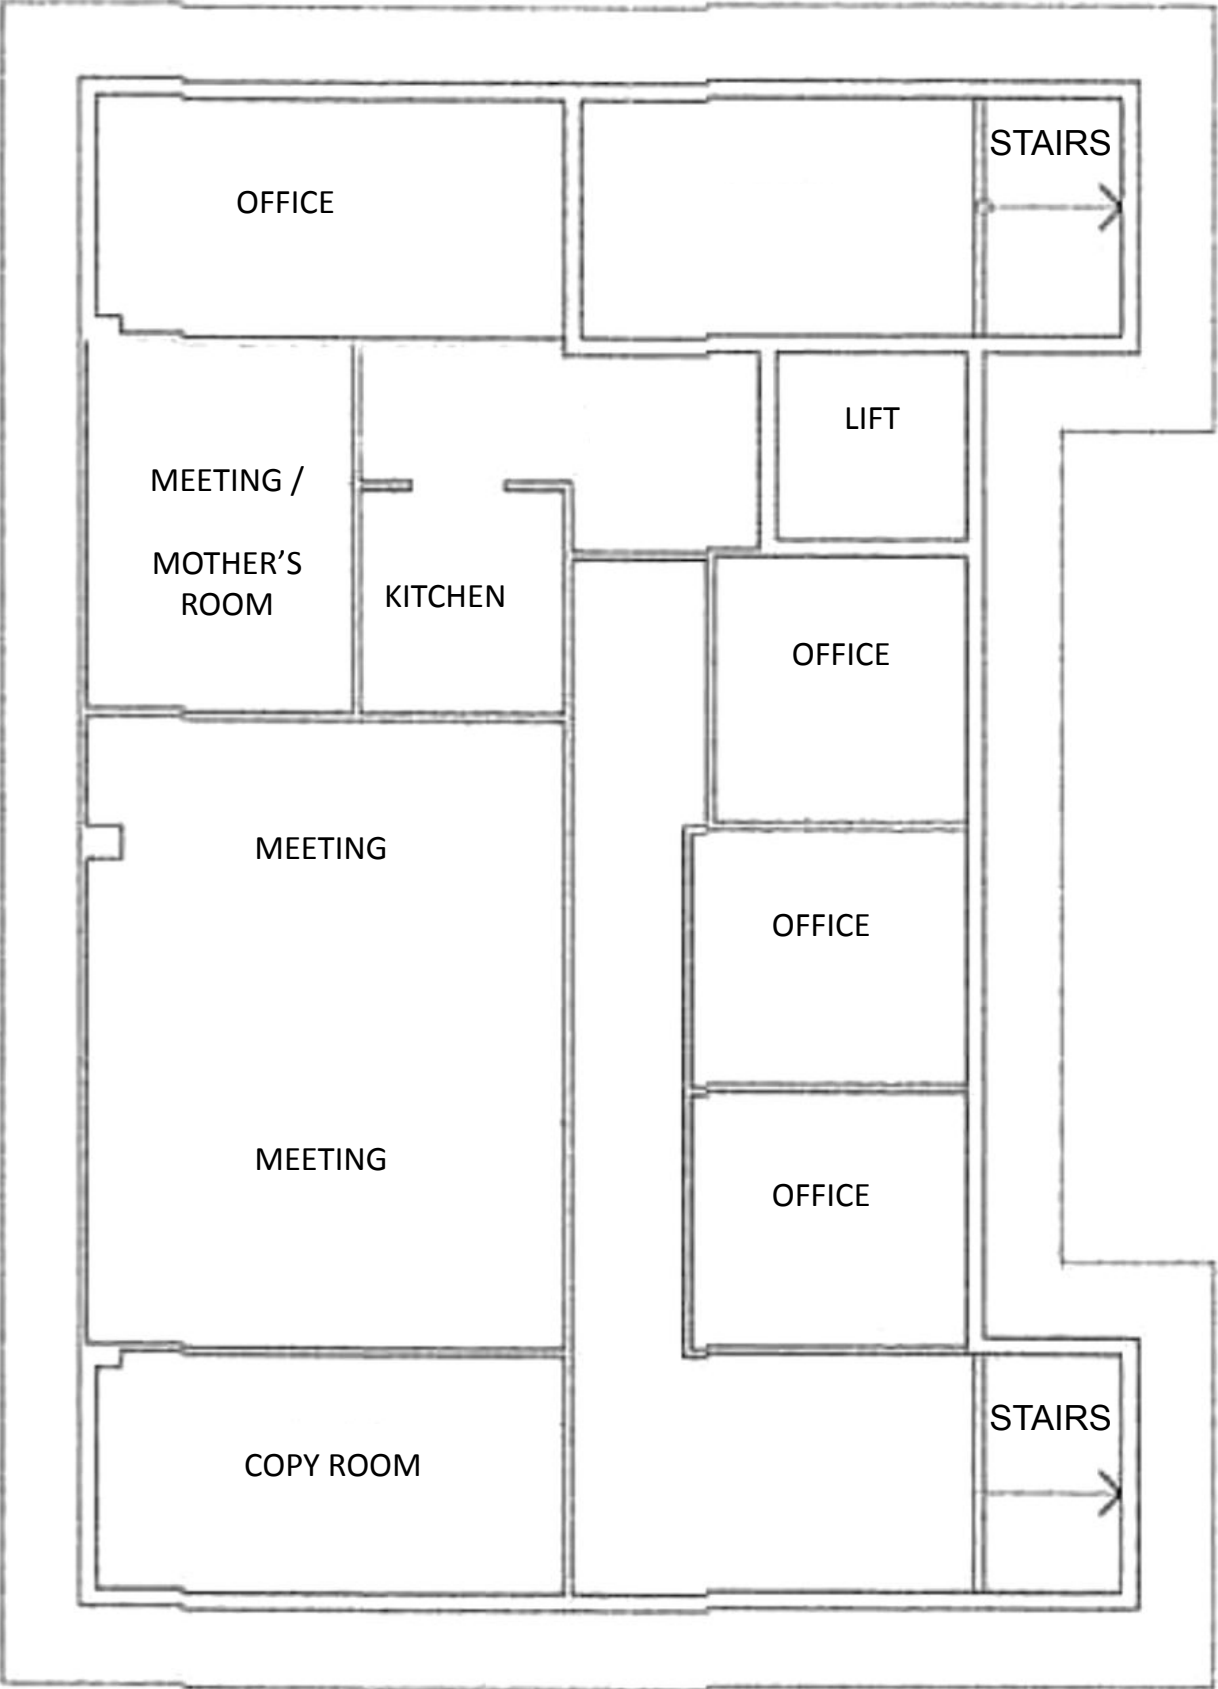 STAIRS
OFFICE
LIFT
MEETING /
MOTHER’S
ROOM
KITCHEN
OFFICE
MEETING
OFFICE
MEETING
OFFICE
STAIRS
COPY ROOM